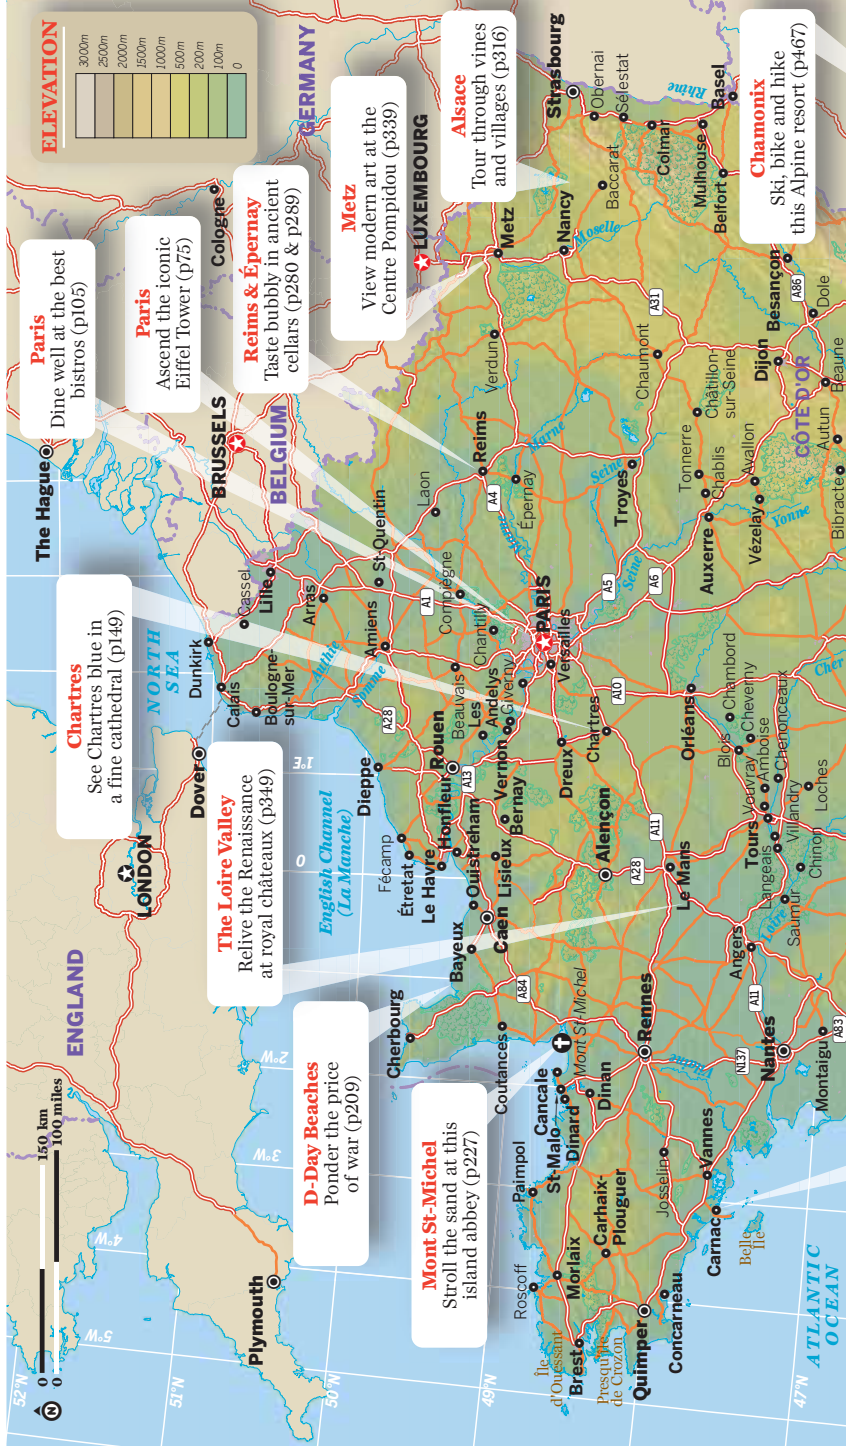 ELEVATION
3000m
2500m
2000m
1500m
1000m
500m
200m
100m
0
Paris
Dine well at the best
bistros (p105)
Paris
Ascend the iconic
Eiffel Tower (p75)
Reims & Épernay
Taste bubbly in ancient
cellars (p280 & p289)
Metz
View modern art at the
Centre Pompidou (p339)
Alsace
Tour through vines
and villages (p316)
Chamonix
Ski, bike and hike
this Alpine resort (p467)
Chartres
See Chartres blue in
a fine cathedral (p149)
The Loire Valley
Relive the Renaissance
at royal châteaux (p349)
D-Day Beaches
Ponder the price
of war (p209)
Mont St-Michel
Stroll the sand at this
island abbey (p227)
N
0
150 km
0
100 miles
52°N
51°N
50°N
49°N
47°N
5°W
4°W
3°W
2°W
0
1°E
ENGLAND
LONDON
Dover
Plymouth
NORTH
SEA
English Channel
(La Manche)
ATLANTIC
OCEAN
The Hague
BRUSSELS
BELGIUM
GERMANY
Cologne
LUXEMBOURG
Dunkirk
Calais
Cassel
Lille
Boulogne-
sur-Mer
Arras
Authie
Somme
Amiens
St-Quentin
Laon
A28
A1
Compiègne
Chantilly
Beauvais
Les
Andelys
Giverny
Vernon
Dieppe
Rouen
A13
Fécamp
Étretat
Le Havre
Honfleur
Ouistreham
Lisieux
Bernay
Caen
Bayeux
Cherbourg
A84
Coutances
Mont St-Michel
Cancale
St-Malo
Dinard
Dinan
Paimpol
Roscoff
Morlaix
Carhaix-
Plouguer
Île
d'Ouessant
Brest
Presqu'île
de Crozon
Quimper
Concarneau
Josselin
Vannes
Carnac
Belle
Île
Rennes
Vilaine
N137
Nantes
Montaigu
A83
A11
Angers
Loire
Saumur
Chinon
Langeais
Villandry
Tours
Vouvray
Amboise
Chenonceaux
Loches
Cheverny
Chambord
Blois
Orléans
Le Mans
A11
A28
Alençon
Chartres
Dreux
A10
Versailles
PARIS
A5
A6
Seine
Cher
A4
Reims
Épernay
Marne
Verdun
Metz
Nancy
Moselle
Baccarat
Strasbourg
Obernai
Sélestat
Colmar
Rhine
Mulhouse
Basel
Belfort
Besançon
A86
Dole
A31
Chaumont
Châtillon-
sur-Seine
Dijon
CÔTE D'OR
Beaune
Autun
Bibracte
Seine
Troyes
Tonnerre
Chablis
Auxerre
Avallon
Vézelay
Yonne